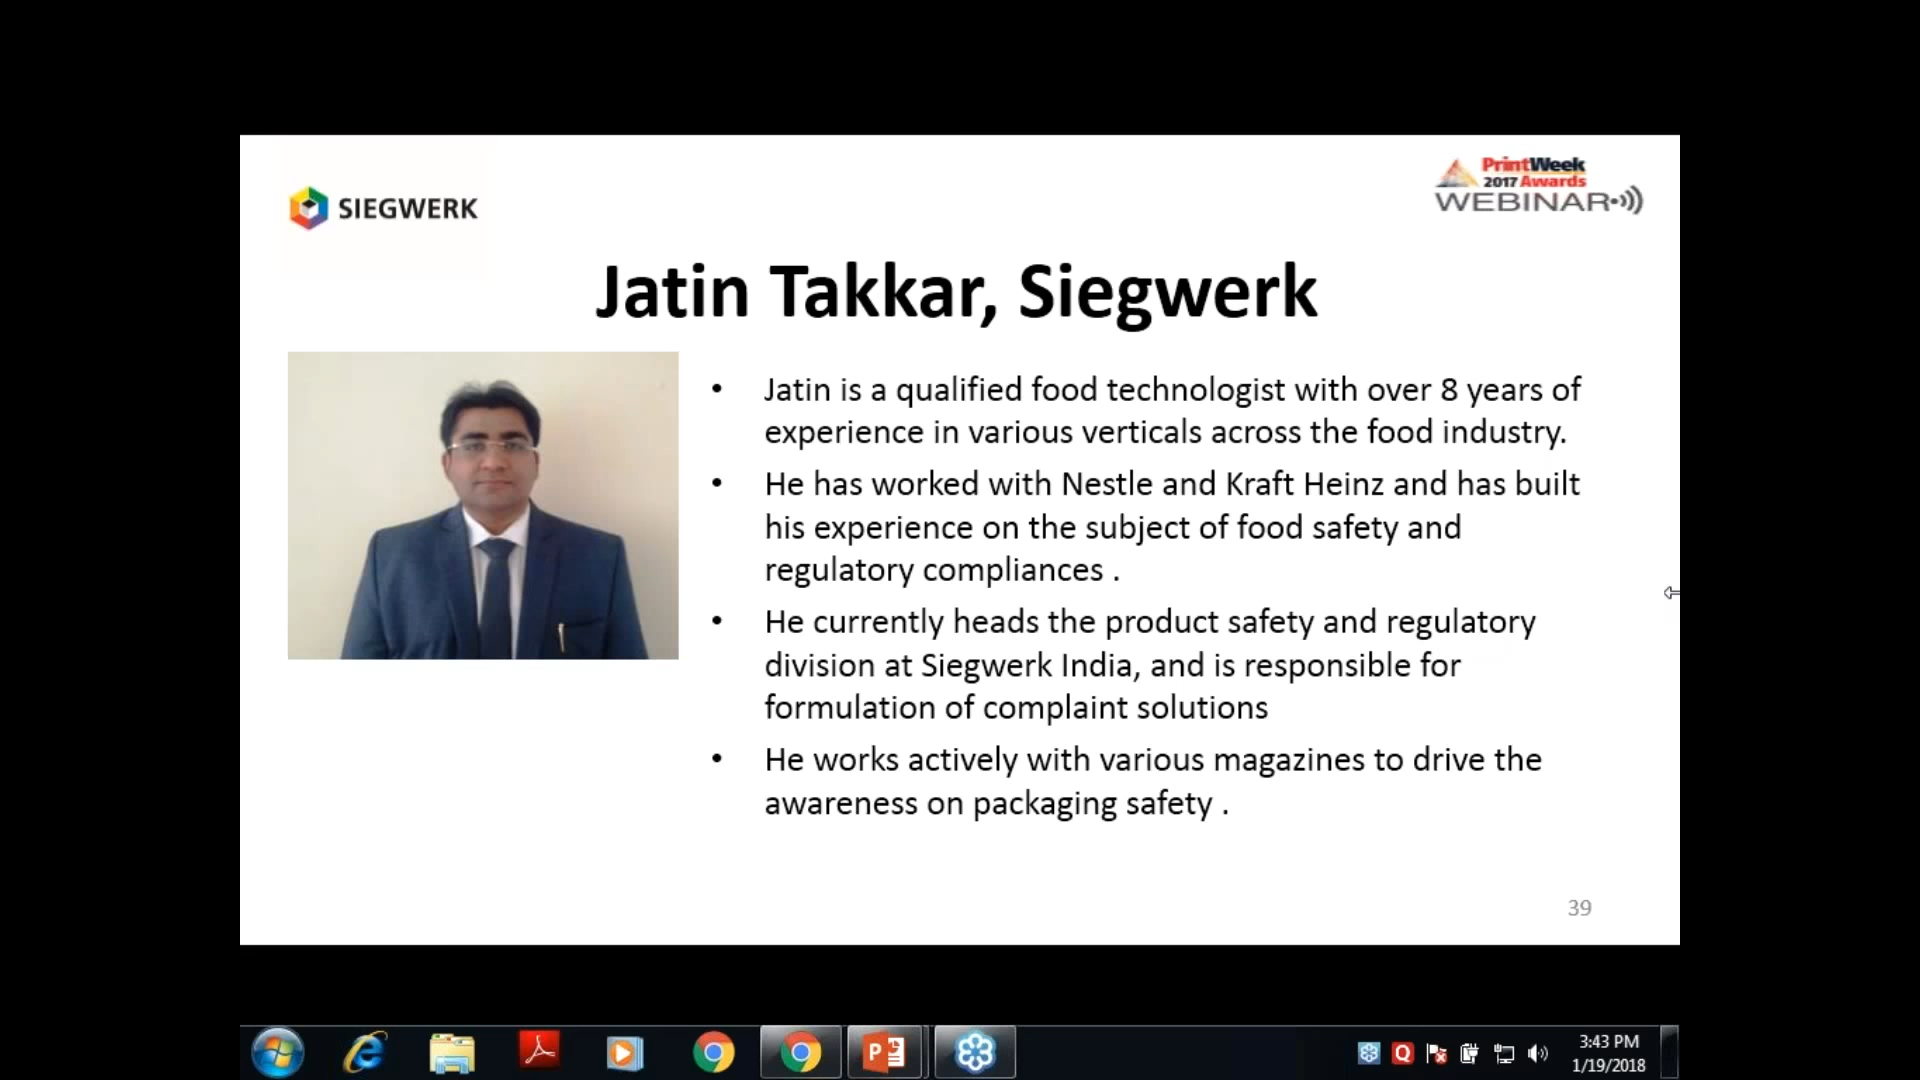 SIEGWERK
PrintWeek
2017 Awards
WEBINAR
Jatin Takkar, Siegwerk
• Jatin is a qualified food technologist with over 8 years of
experience in various verticals across the food industry.
• He has worked with Nestle and Kraft Heinz and has built
his experience on the subject of food safety and
regulatory compliances .
• He currently heads the product safety and regulatory
division at Siegwerk India, and is responsible for
formulation of complaint solutions
• He works actively with various magazines to drive the
awareness on packaging safety .
39
3:43 PM
1/19/2018